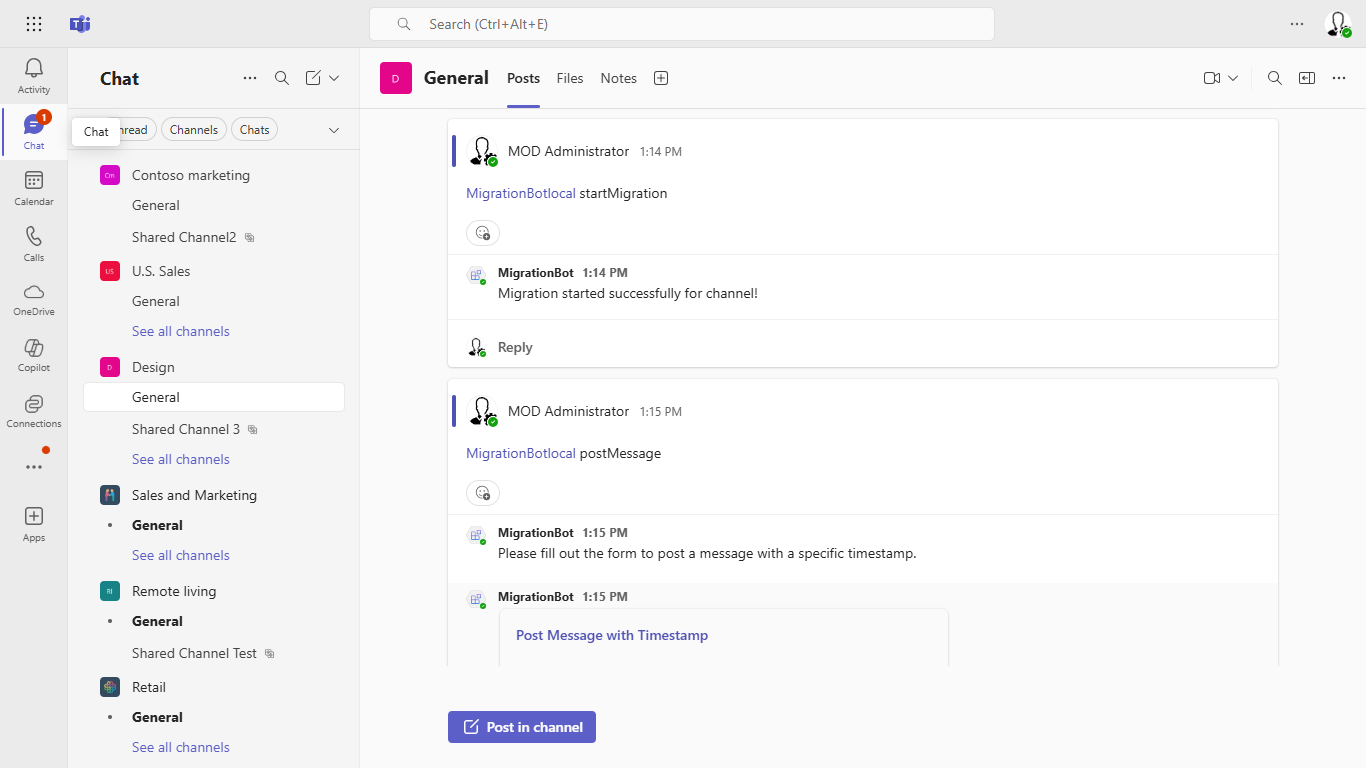 Search (Ctrl+Alt+E)
Activity
1
Chat
Calendar
Calls
OneDrive
Copilot
Connections
Apps
Chat
Chat
Channels
Chats
Cm Contoso marketing
General
Shared Channel2
US U.S. Sales
General
See all channels
D Design
General
Shared Channel 3
See all channels
Sales and Marketing
General
See all channels
Rl Remote living
General
Shared Channel Test
Retail
General
See all channels
D General Posts Files Notes
MOD Administrator 1:14 PM
MigrationBotlocal startMigration
MigrationBot 1:14 PM
Migration started successfully for channel!
Reply
MOD Administrator 1:15 PM
MigrationBotlocal postMessage
MigrationBot 1:15 PM
Please fill out the form to post a message with a specific timestamp.
MigrationBot 1:15 PM
Post Message with Timestamp
Post in channel